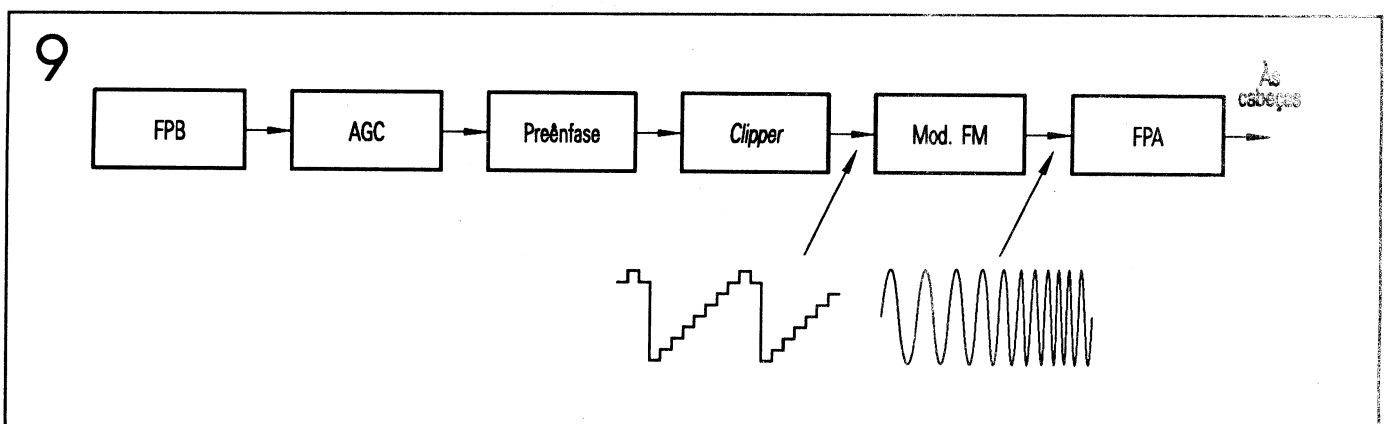 9
Às
cabeças
FPB
AGC
Preênfase
Clipper
Mod. FM
FPA